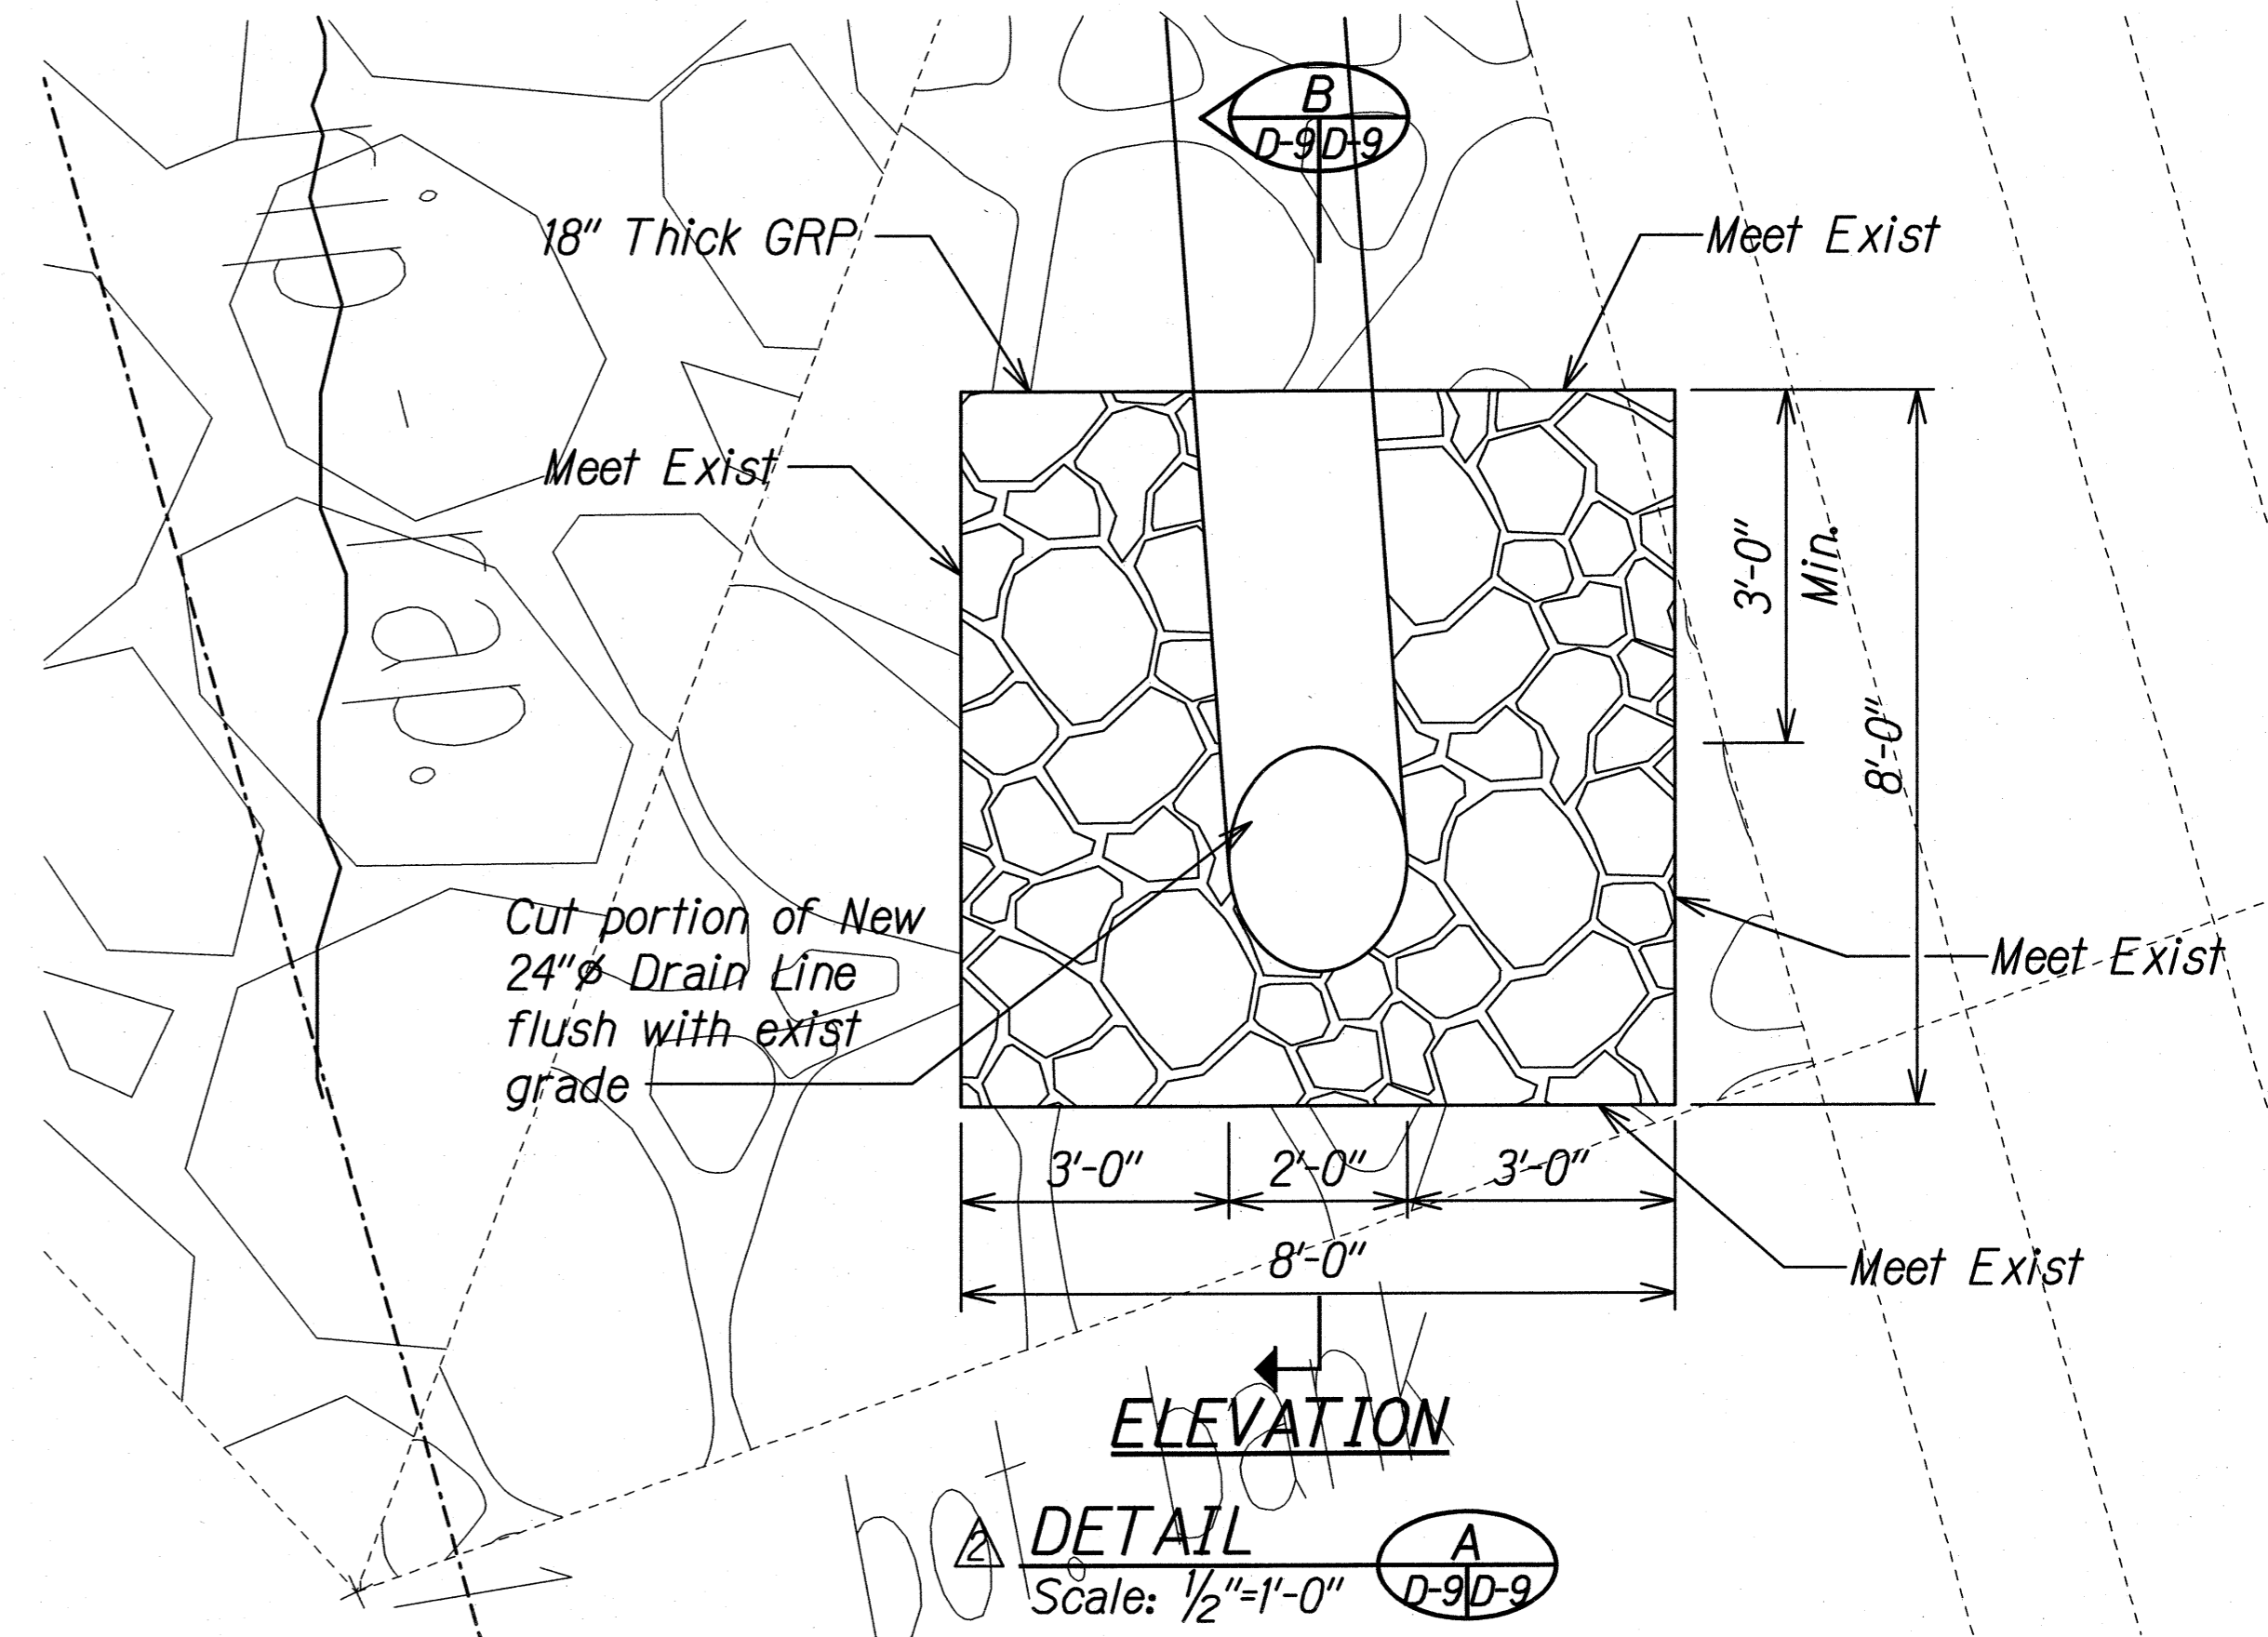 B
D-9 D-9
18" Thick GRP
Meet Exist
Meet Exist
3'-0"
Min.
8'-0"
Cut portion of New
24"ø Drain Line
flush with exist
grade
Meet Exist
3'-0" 2'-0" 3'-0"
8'-0"
Meet Exist
ELEVATION
2 DETAIL A
Scale: ½"=1'-0" D-9 D-9